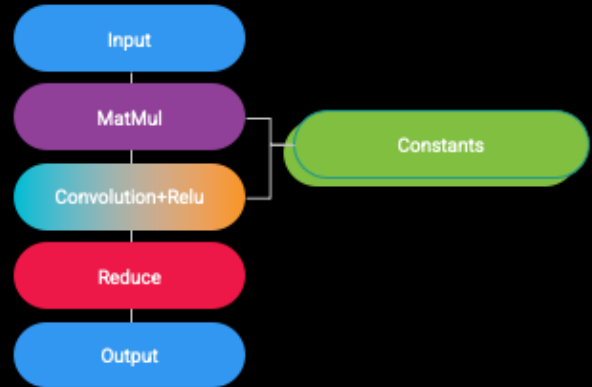 Input
MatMul
Constants
Convolution+Relu
Reduce
Output